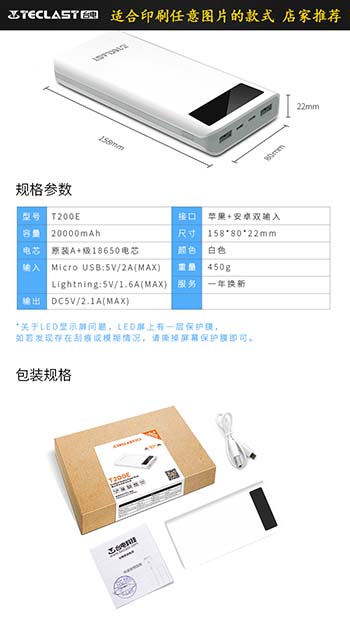 TECLAST 台电 适合印刷任意图片的款式 店家推荐
TECLAST
22mm
158mm
80mm
规格参数
型号 T200E 接口 苹果+安卓双输入
容量 20000mAh 尺寸 158*80*22mm
电芯 原装A+级18650电芯 颜色 白色
输入 Micro USB:5V/2A(MAX) 重量 450g
Lightning:5V/1.6A(MAX) 服务 一年换新
输出 DC5V/2.1A(MAX)
*关于LED显示屏问题，LED屏上有一层保护膜，
如若发现存在刮痕或模糊情况，请撕掉屏幕保护膜即可。
包装规格
TECLAST
T200E
台电科技